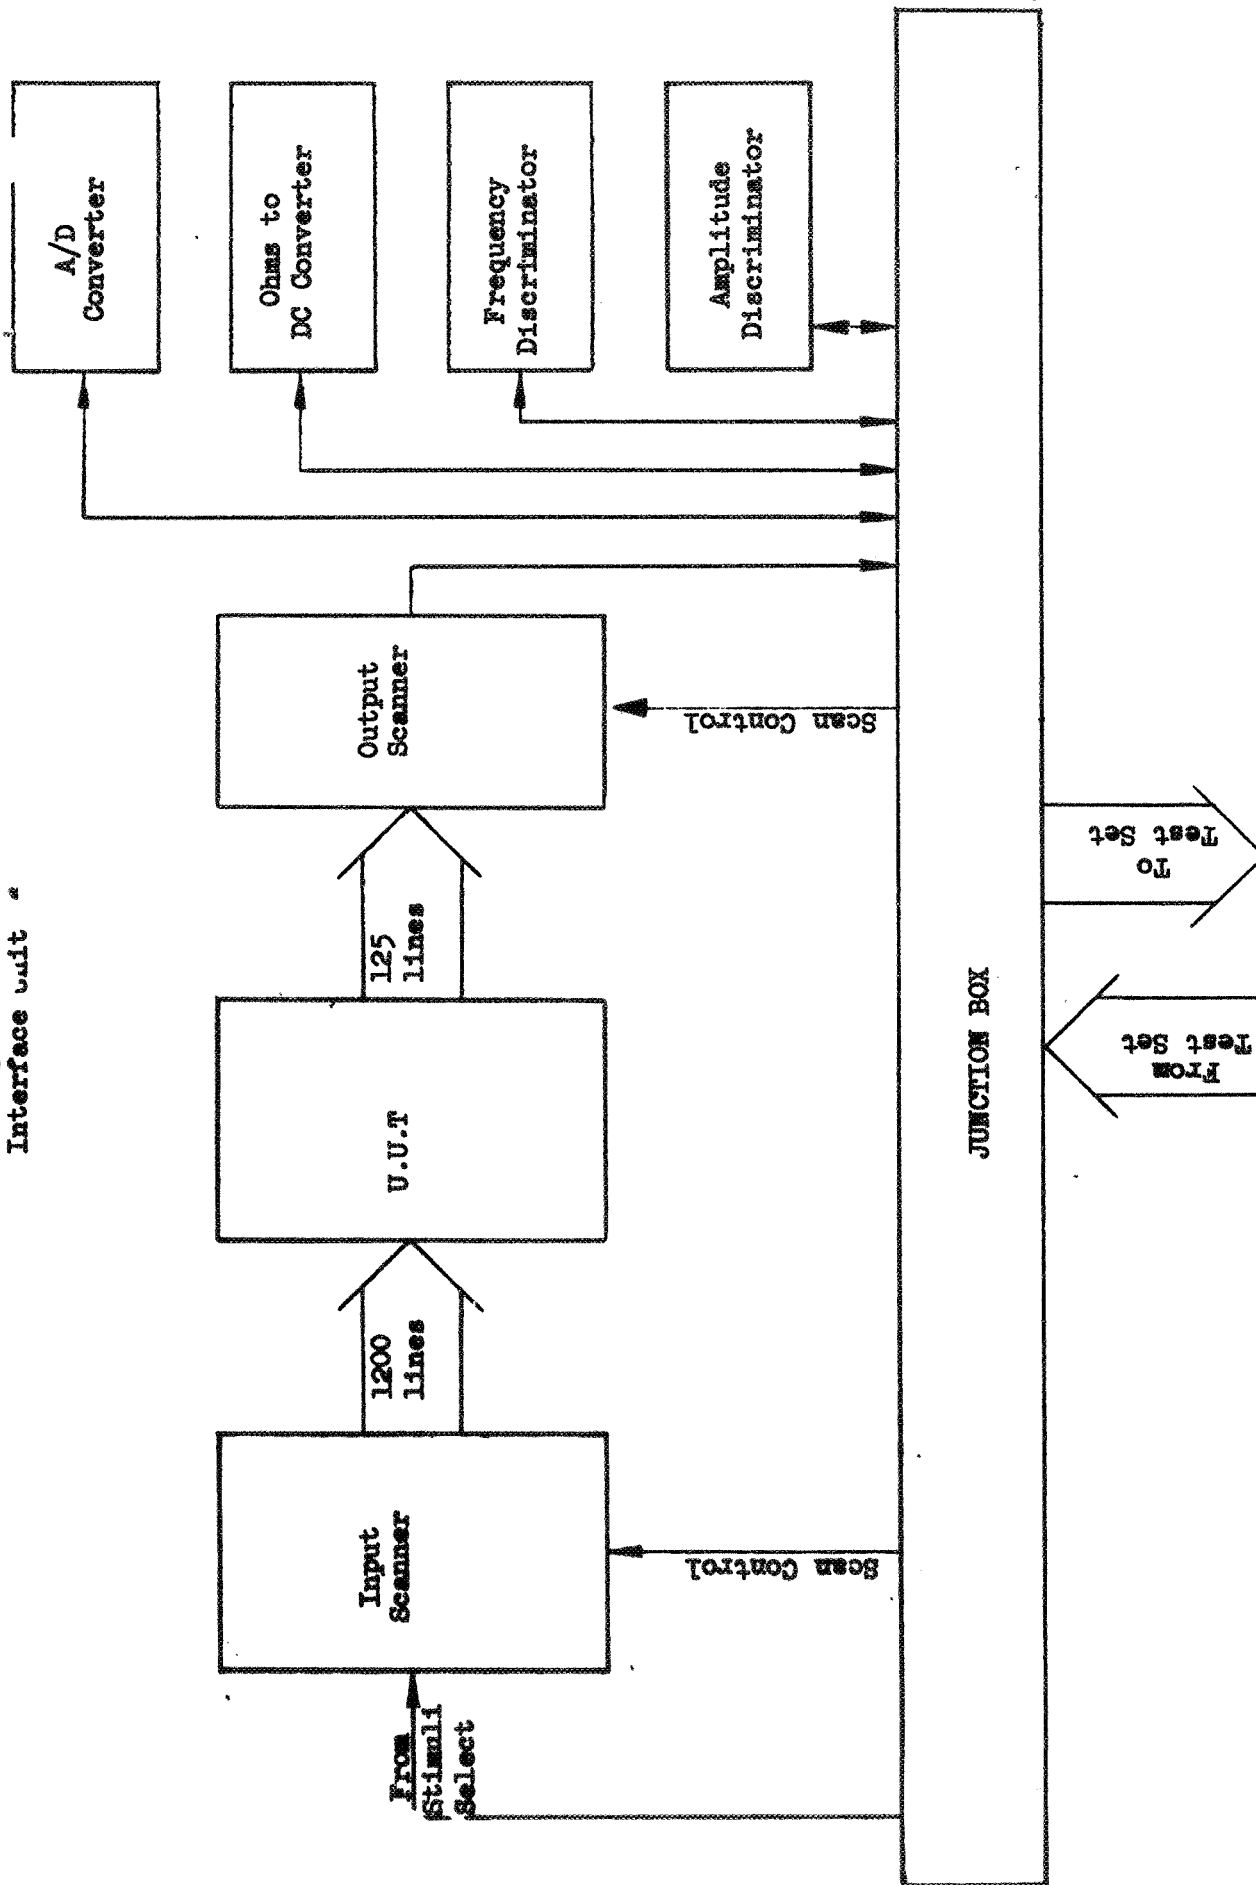 Interface
A/D
Converter
Ohms to
DC Converter
Frequency
Discriminator
Amplitude
Discriminator
Output
Scanner
Scan Control
125
lines
U.U.T
1200
lines
Input
Scanner
Scan Control
From
Stimuli
Select
JUNCTION BOX
To
Test Set
From
Test Set